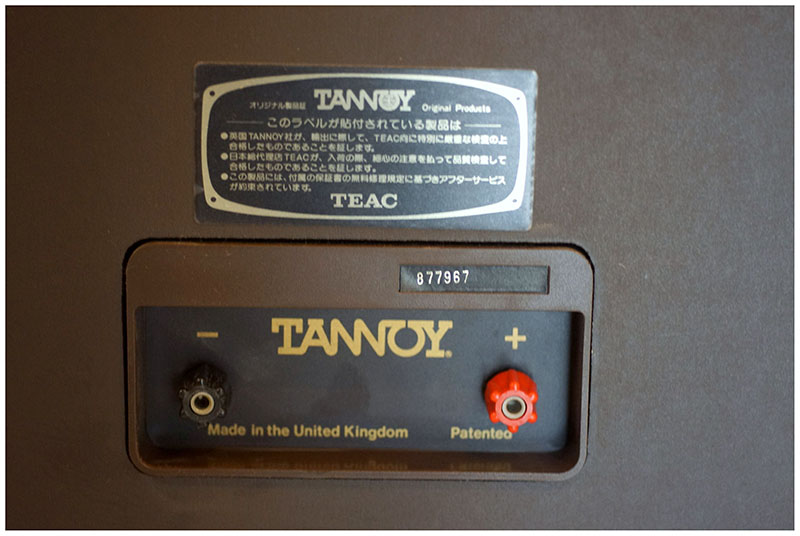 オリジナル製品証 TANNOY Original Products
このラベルが貼付されている製品は
●英国TANNOY社が、輸出に際して、TEAC向に特別に厳重な検査の上
合格したものであることを証します。
●日本総代理店TEACが、入荷の際、細心の注意を払って品質検査して
合格したものであることを証します。
●この製品には、付属の保証書の無料修理規定に基づきアフターサービス
が約束されています。
TEAC
877967
− TANNOY® +
Made in the United Kingdom Patented